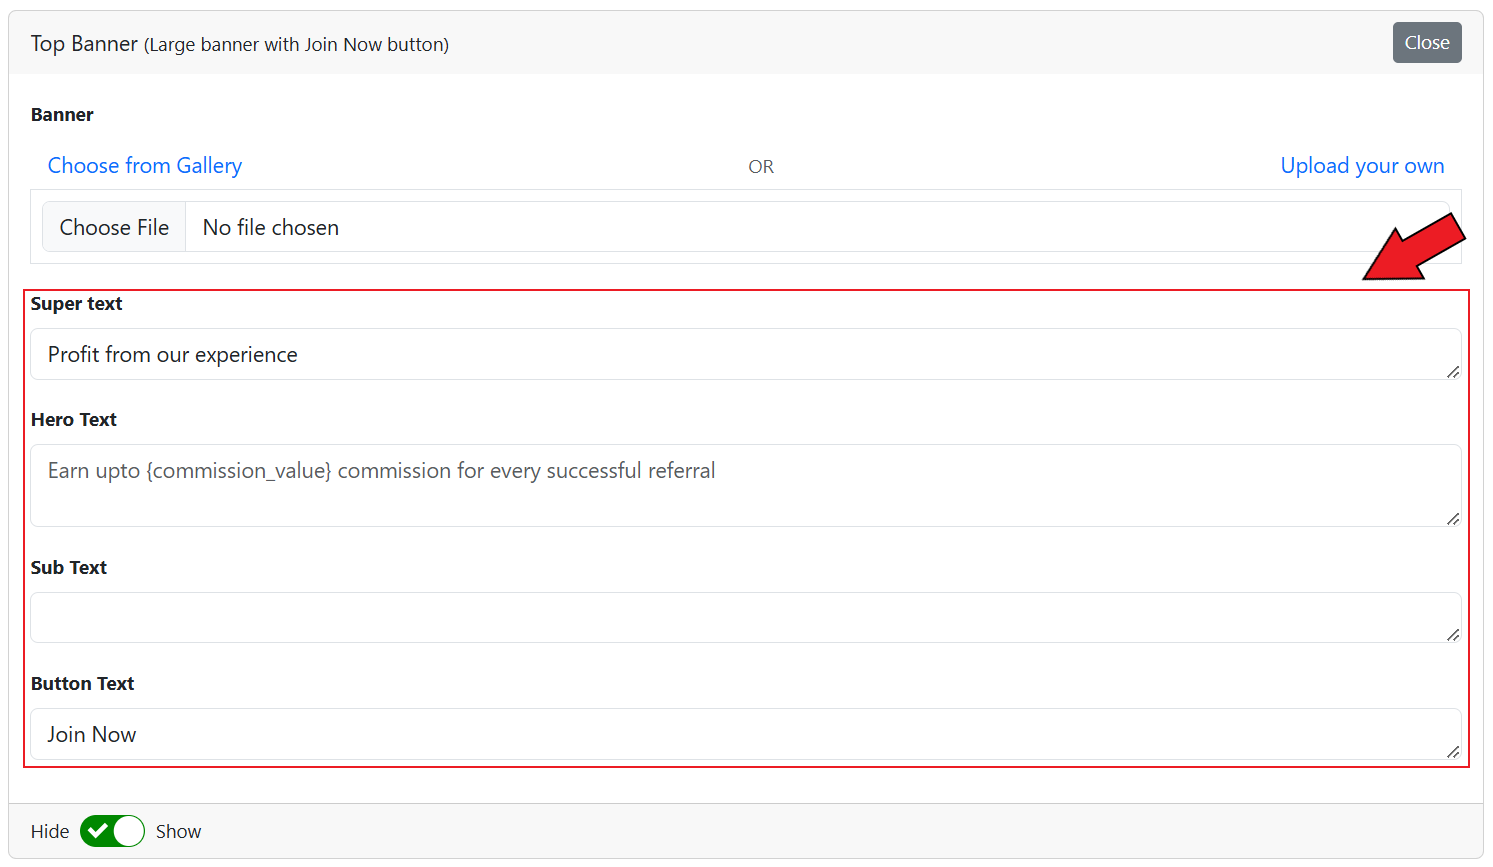 Top Banner (Large banner with Join Now button)
Close
Banner
Choose from Gallery
OR
Upload your own
Choose File
No file chosen
Super text
Profit from our experience
Hero Text
Earn upto {commission_value} commission for every successful referral
Sub Text
Button Text
Join Now
Hide
Show